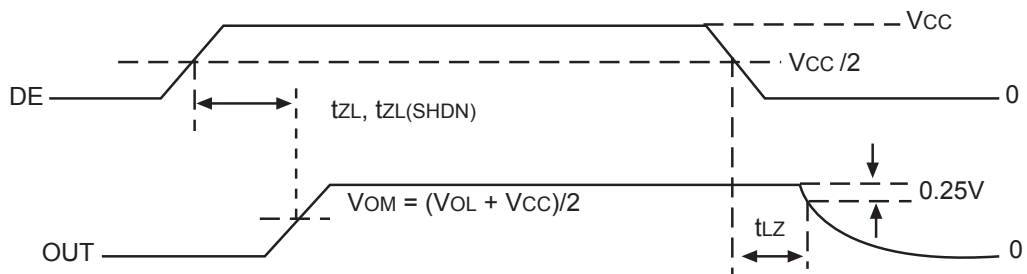 VCC
VCC /2
DE
0
tZL, tZL(SHDN)
0.25V
VOM = (VOL + VCC)/2
tLZ
OUT
0